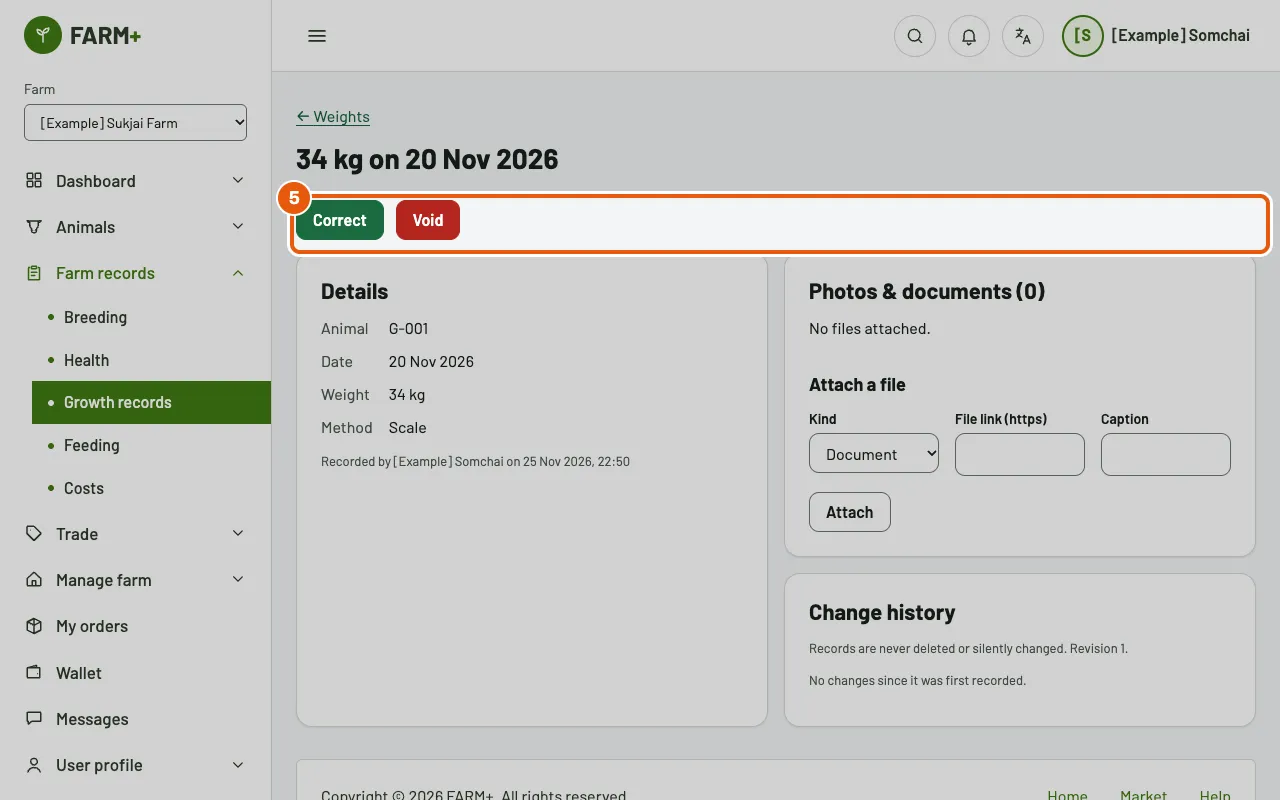 FARM+
Farm
[Example] Sukjai Farm
Dashboard
Animals
Farm records
Breeding
Health
Growth records
Feeding
Costs
Trade
Manage farm
My orders
Wallet
Messages
User profile
[S
[Example] Somchai
← Weights
34 kg on 20 Nov 2026
5
Correct
Void
Details
Animal G-001
Date 20 Nov 2026
Weight 34 kg
Method Scale
Recorded by [Example] Somchai on 25 Nov 2026, 22:50
Photos & documents (0)
No files attached.
Attach a file
Kind File link (https) Caption
Document
Attach
Change history
Records are never deleted or silently changed. Revision 1.
No changes since it was first recorded.
Copyright © 2026 FARM+. All rights reserved
Home Market Help